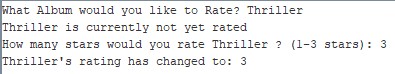 What Album would you like to Rate? Thriller
Thriller is currently not yet rated
How many stars would you rate Thriller ? (1-3 stars): 3
Thriller's rating has changed to: 3